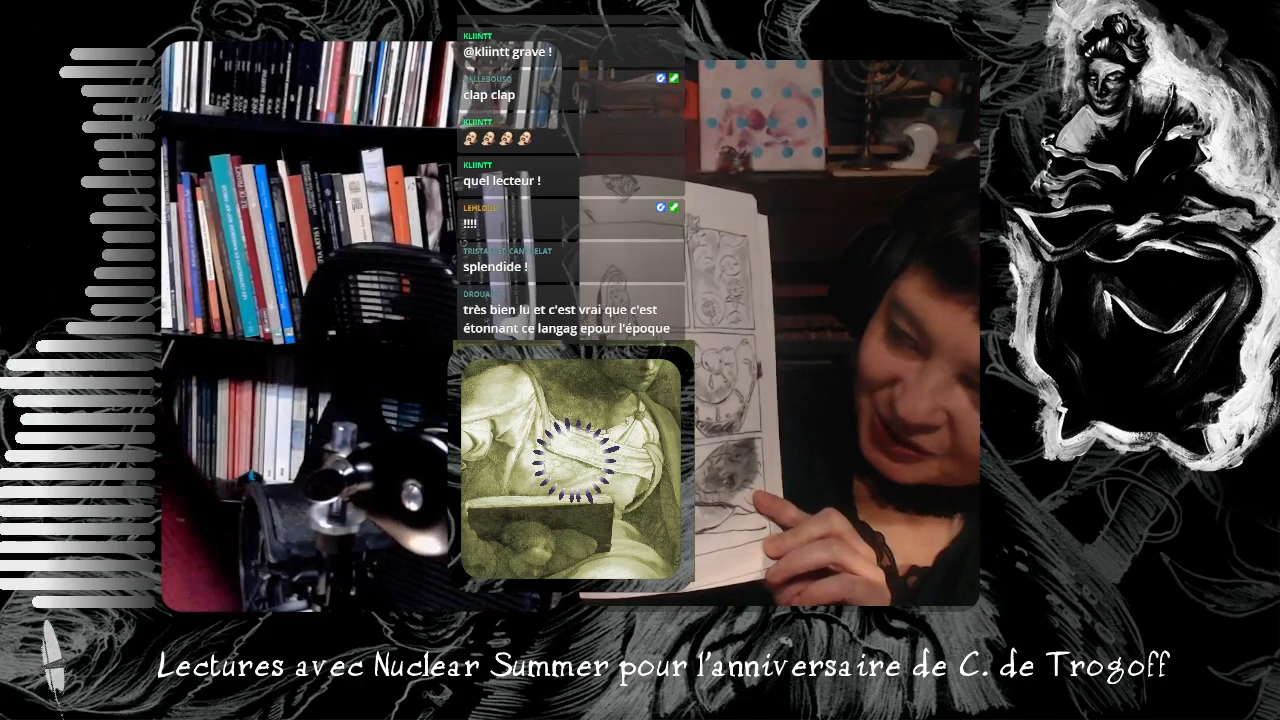 KLIINTT
@kliintt grave !
clap clap
KLIINTT
KLIINTT
quel lecteur !
LEHLOUS
!!!!
splendide !
très bien lu et c'est vrai que c'est
étonnant ce langag epour l'époque
Lectures avec Nuclear Summer pour l'anniversaire de C. de Trogoff